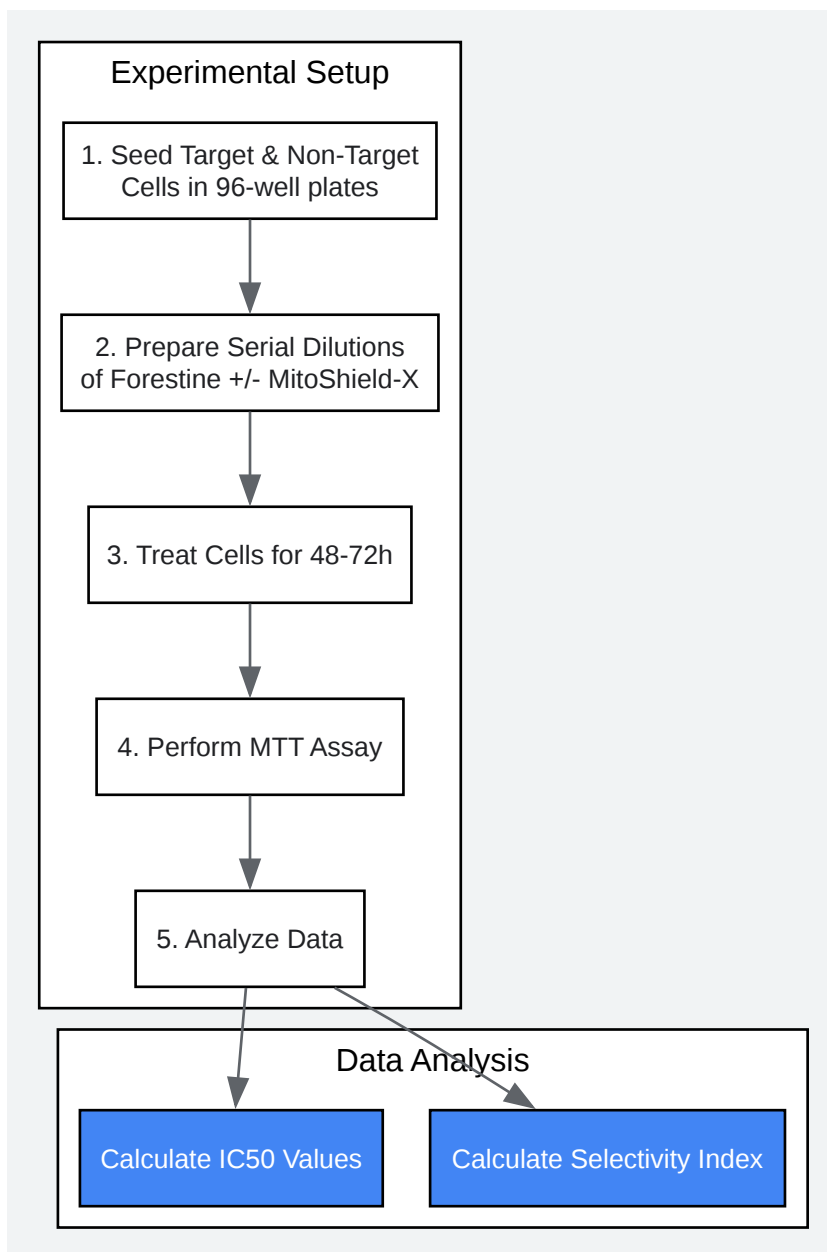 Experimental Setup
1. Seed Target & Non-Target
Cells in 96-well plates
2. Prepare Serial Dilutions
of Forestine +/- MitoShield-X
3. Treat Cells for 48-72h
4. Perform MTT Assay
5. Analyze Data
Data Analysis
Calculate IC50 Values
Calculate Selectivity Index